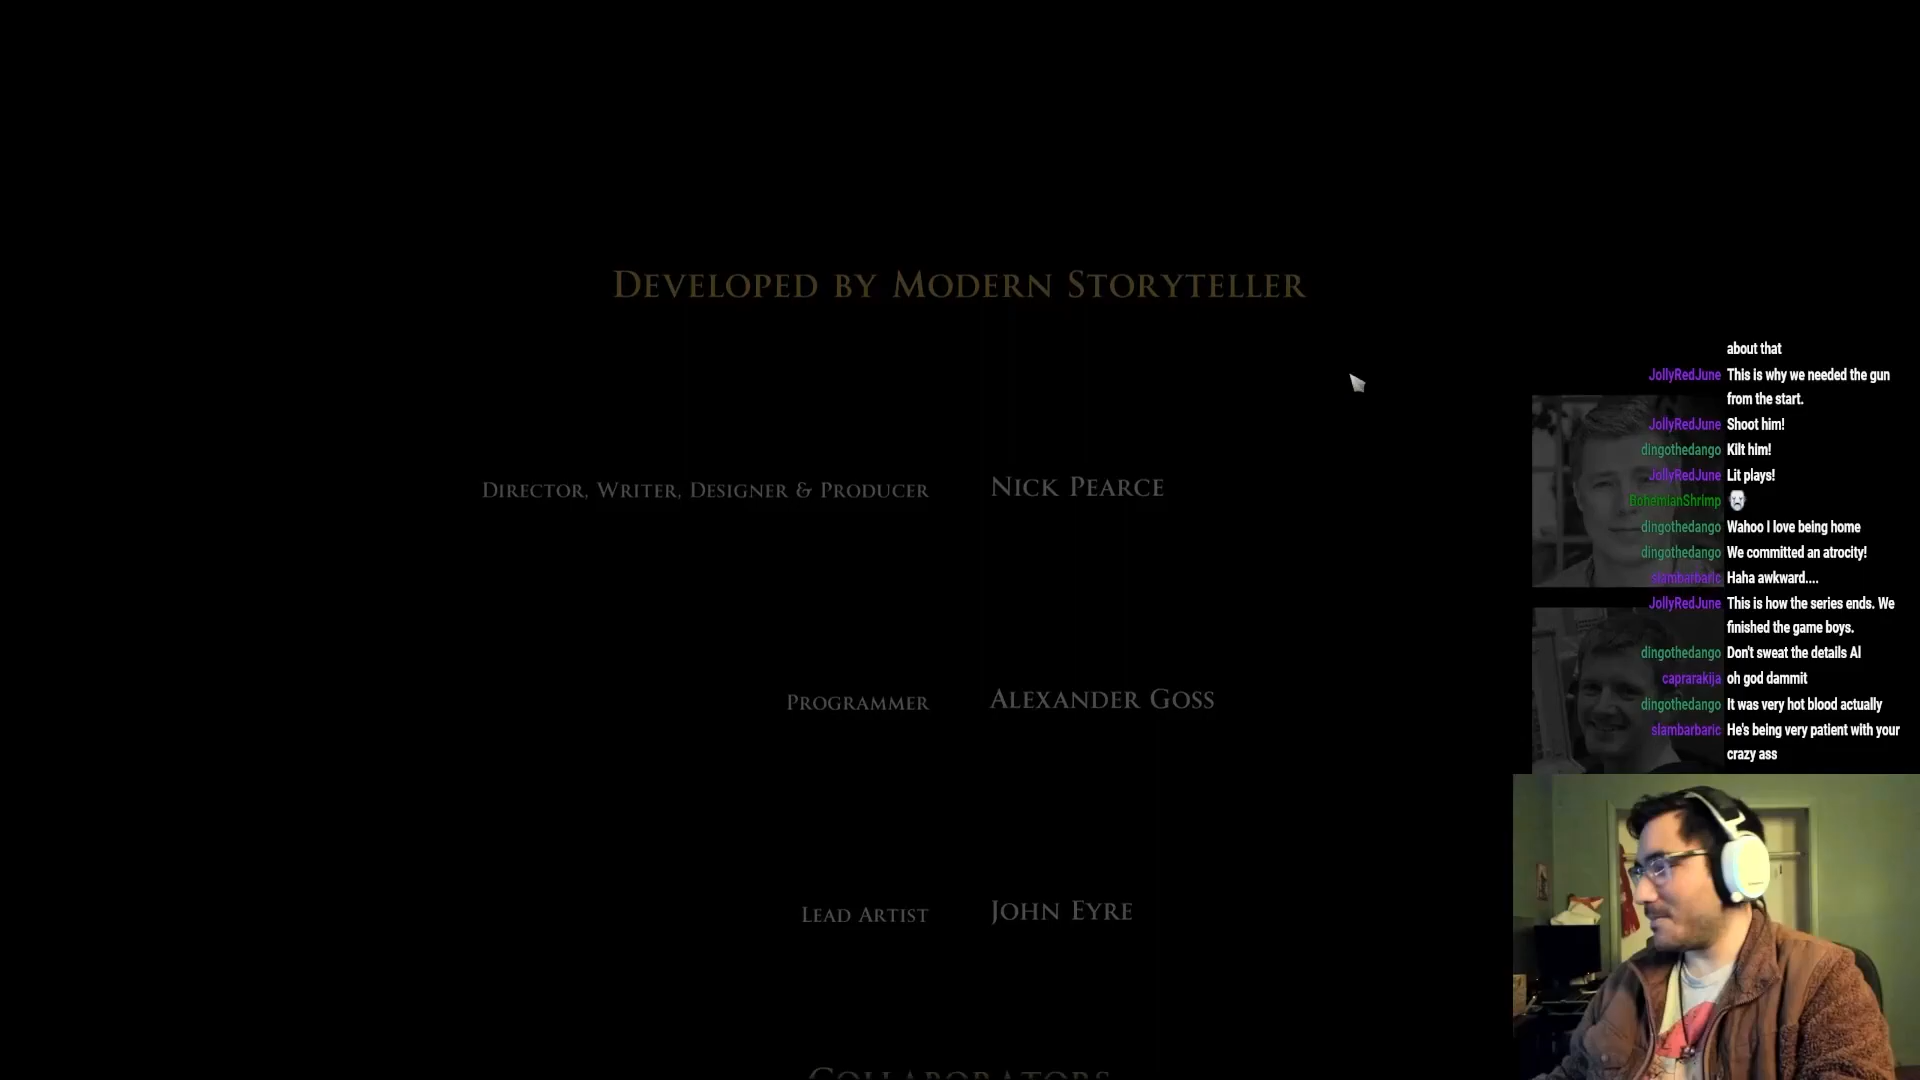 Developed by Modern Storyteller
Director, Writer, Designer & Producer Nick Pearce
Programmer Alexander Goss
Lead Artist John Eyre
Collaborators
about that
JollyRedJune This is why we needed the gun
from the start.
JollyRedJune Shoot him!
dingothedango Kilt him!
JollyRedJune Lit plays!
BohemianShrimp
dingothedango Wahoo I love being home
dingothedango We committed an atrocity!
slambarbaric Haha awkward....
JollyRedJune This is how the series ends. We
finished the game boys.
dingothedango Don't sweat the details Al
caprarakija oh god dammit
dingothedango It was very hot blood actually
slambarbaric He's being very patient with your
crazy ass